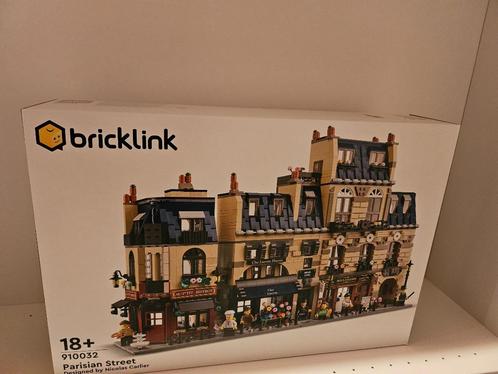 bricklink
18+
910032
Parisian Street
Designed by Nicolas Carlier